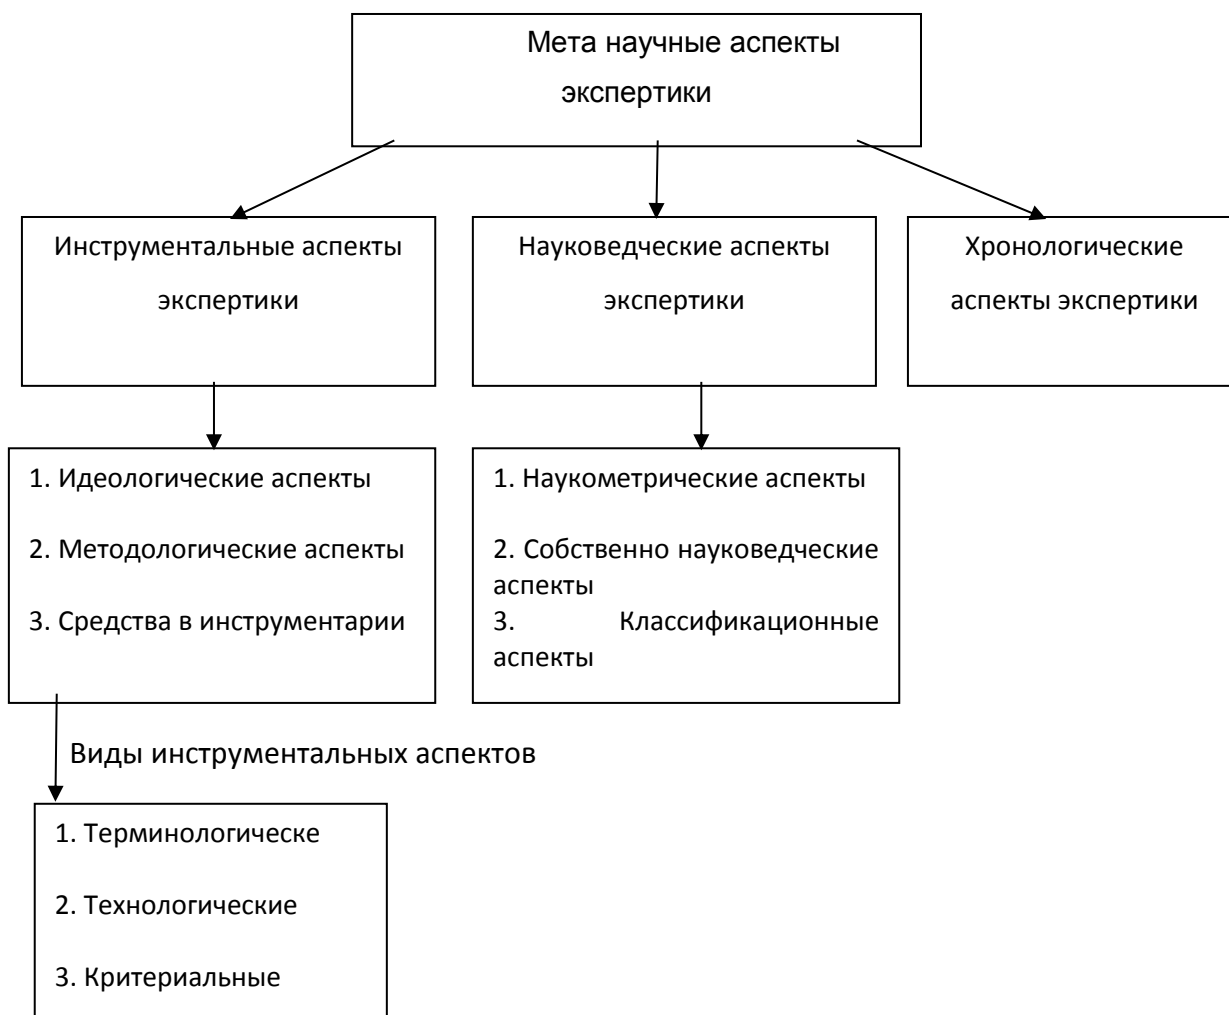 Мета научные аспекты
экспертики
Инструментальные аспекты
экспертики
Науковедческие аспекты
экспертики
Хронологические
аспекты экспертики
1. Идеологические аспекты
2. Методологические аспекты
3. Средства в инструментарии
1. Наукометрические аспекты
2. Собственно науковедческие
аспекты
3. Классификационные
аспекты
Виды инструментальных аспектов
1. Терминологическе
2. Технологические
3. Критериальные